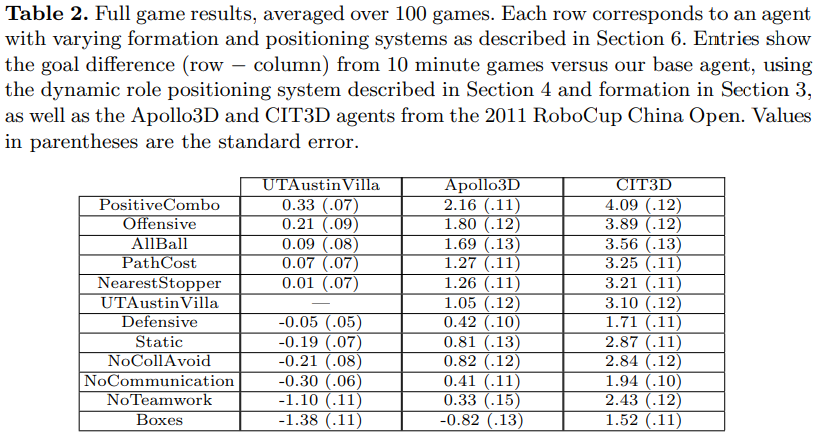 Table 2. Full game results, averaged over 100 games. Each row corresponds to an agent
with varying formation and positioning systems as described in Section 6. Entries show
the goal difference (row − column) from 10 minute games versus our base agent, using
the dynamic role positioning system described in Section 4 and formation in Section 3,
as well as the Apollo3D and CIT3D agents from the 2011 RoboCup China Open. Values
in parentheses are the standard error.
UTAustinVilla Apollo3D CIT3D
PositiveCombo 0.33 (.07) 2.16 (.11) 4.09 (.12)
Offensive 0.21 (.09) 1.80 (.12) 3.89 (.12)
AllBall 0.09 (.08) 1.69 (.13) 3.56 (.13)
PathCost 0.07 (.07) 1.27 (.11) 3.25 (.11)
NearestStopper 0.01 (.07) 1.26 (.11) 3.21 (.11)
UTAustinVilla — 1.05 (.12) 3.10 (.12)
Defensive -0.05 (.05) 0.42 (.10) 1.71 (.11)
Static -0.19 (.07) 0.81 (.13) 2.87 (.11)
NoCollAvoid -0.21 (.08) 0.82 (.12) 2.84 (.12)
NoCommunication -0.30 (.06) 0.41 (.11) 1.94 (.10)
NoTeamwork -1.10 (.11) 0.33 (.15) 2.43 (.12)
Boxes -1.38 (.11) -0.82 (.13) 1.52 (.11)